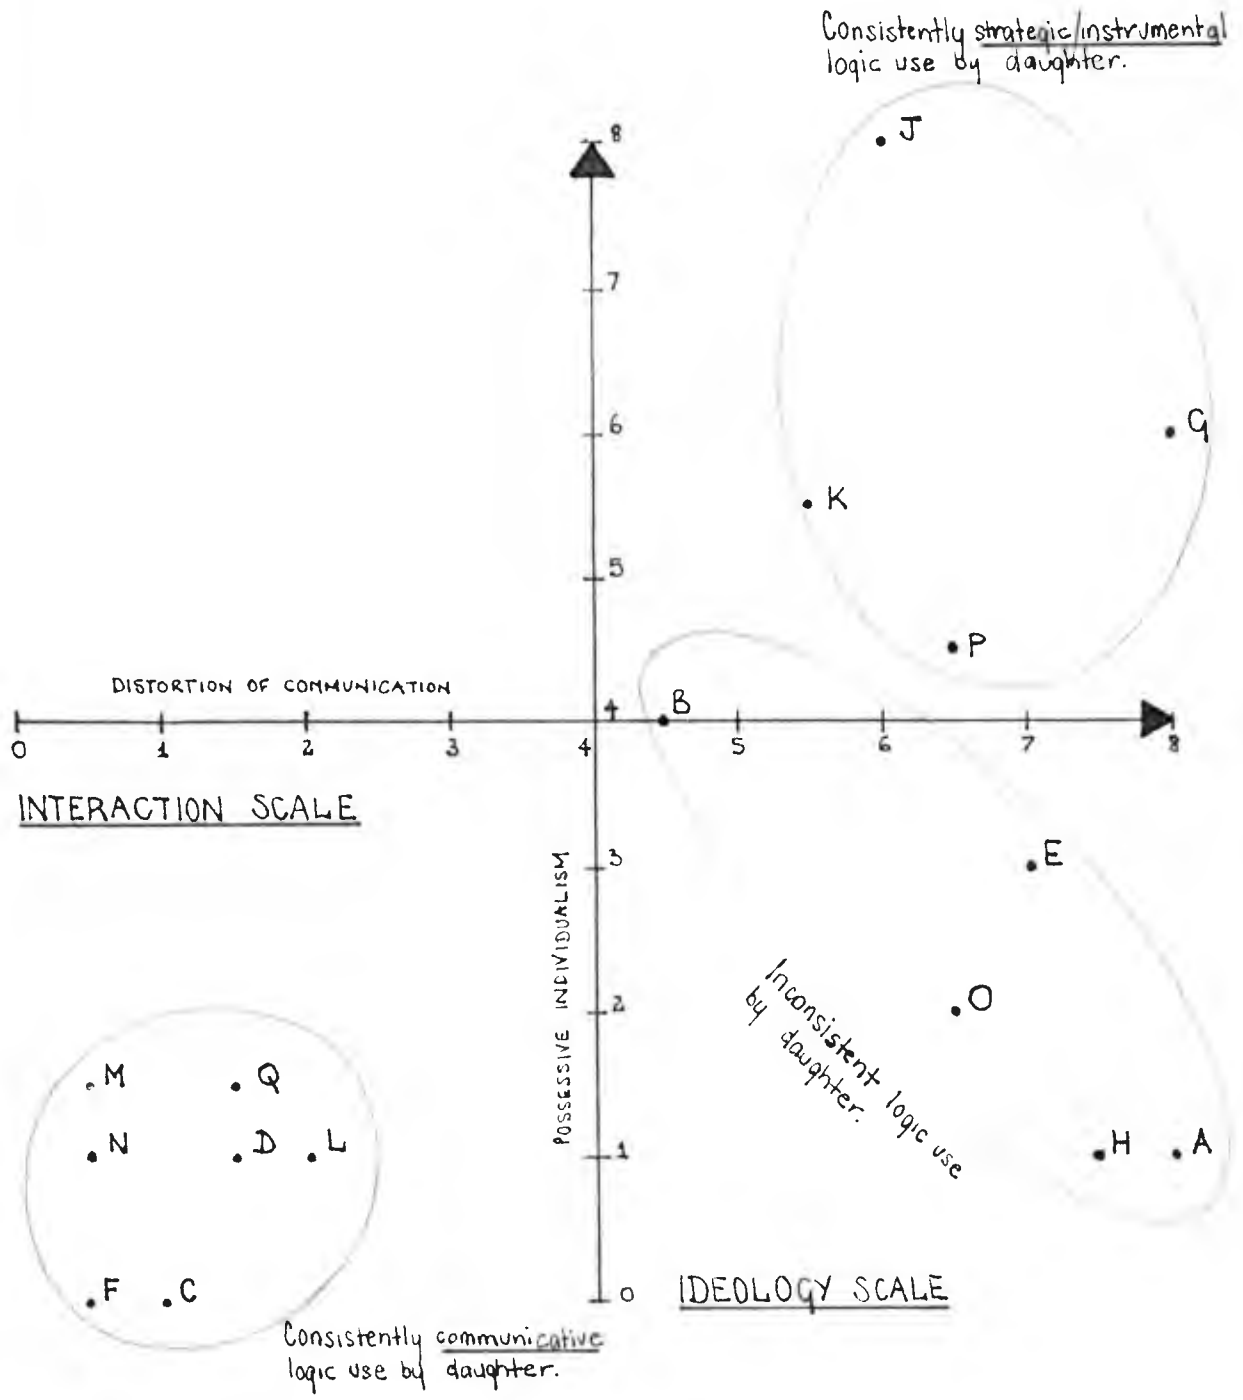 Consistently strategic/instrumental
logic use by daughter.
8
J
7
6
G
K
5
P
DISTORTION OF COMMUNICATION
4
B
0 1 2 3 4 5 6 7 8
INTERACTION SCALE
POSSESSIVE INDIVIDUALISM
3
E
2
O
Inconsistent logic use
by daughter.
M Q
N D L
1
H A
F C
0
IDEOLOGY SCALE
Consistently communicative
logic use by daughter.